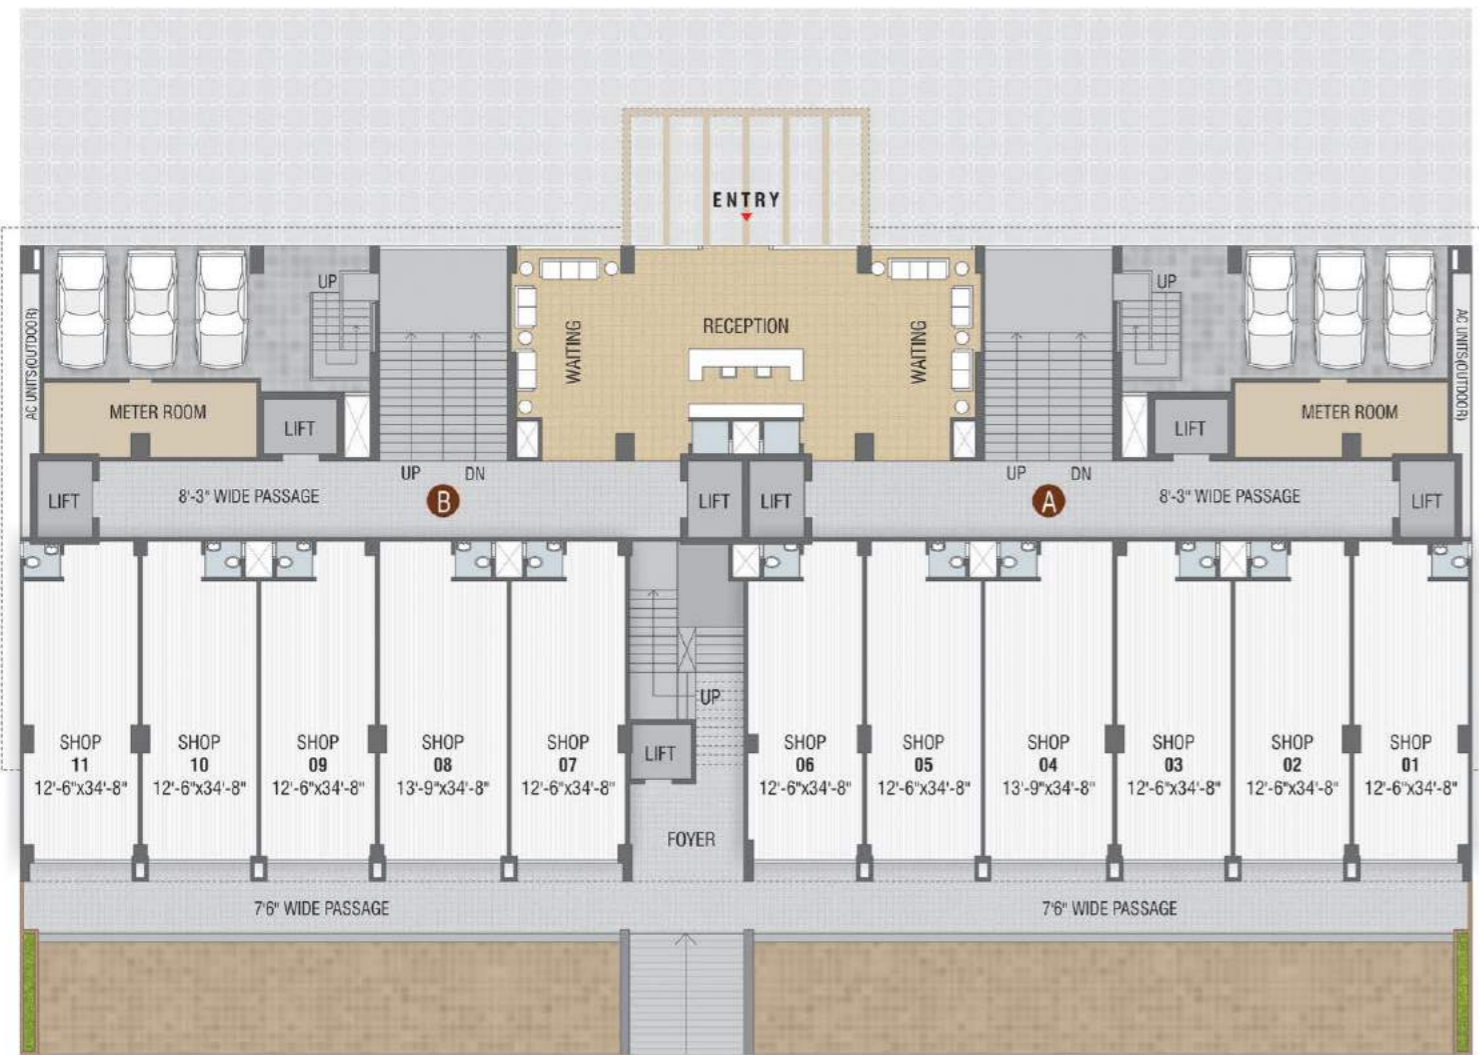 ENTRY
UP
UP
AC UNITS(OUTDOOR)
WAITING
RECEPTION
WAITING
AC UNITS(OUTDOOR)
METER ROOM
LIFT
LIFT
METER ROOM
UP DN
UP DN
LIFT
8'-3" WIDE PASSAGE
B
LIFT
LIFT
A
8'-3" WIDE PASSAGE
LIFT
UP
LIFT
SHOP
11
12'-6"x34'-8"
SHOP
10
12'-6"x34'-8"
SHOP
09
12'-6"x34'-8"
SHOP
08
13'-9"x34'-8"
SHOP
07
12'-6"x34'-8"
SHOP
06
12'-6"x34'-8"
SHOP
05
12'-6"x34'-8"
SHOP
04
13'-9"x34'-8"
SHOP
03
12'-6"x34'-8"
SHOP
02
12'-6"x34'-8"
SHOP
01
12'-6"x34'-8"
FOYER
7'6" WIDE PASSAGE
7'6" WIDE PASSAGE